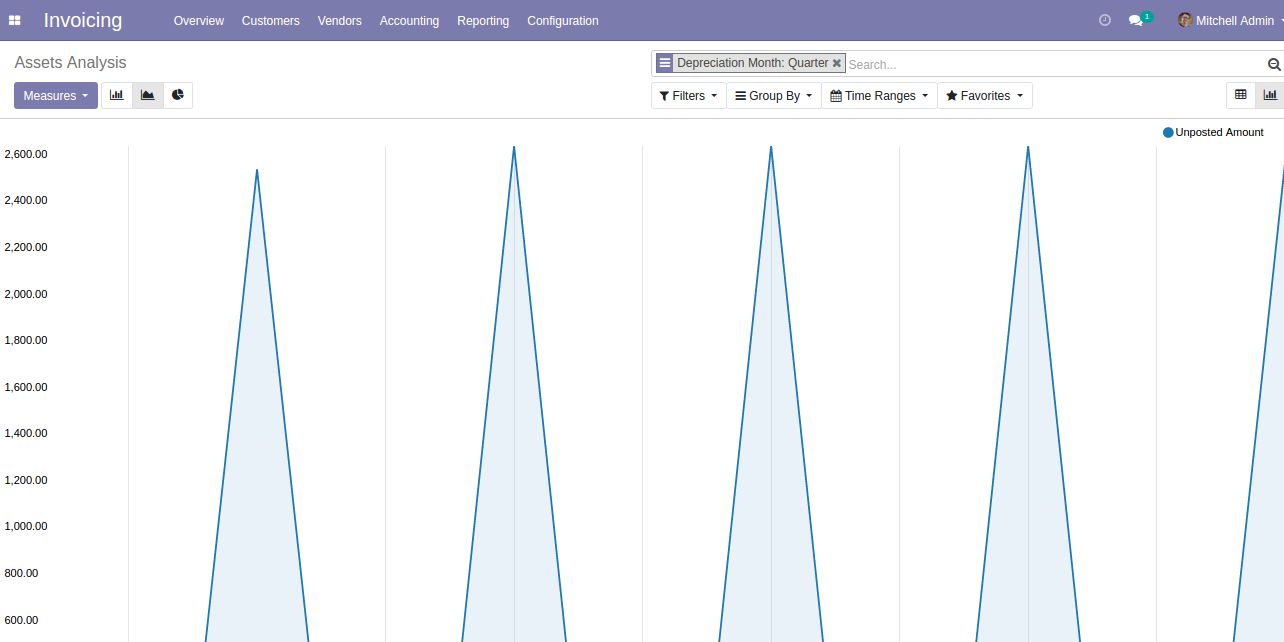 Invoicing Overview Customers Vendors Accounting Reporting Configuration 1 Mitchell Admin
Assets Analysis Depreciation Month: Quarter Search...
Measures Filters Group By Time Ranges Favorites
Unposted Amount
2,600.00
2,400.00
2,200.00
2,000.00
1,800.00
1,600.00
1,400.00
1,200.00
1,000.00
800.00
600.00